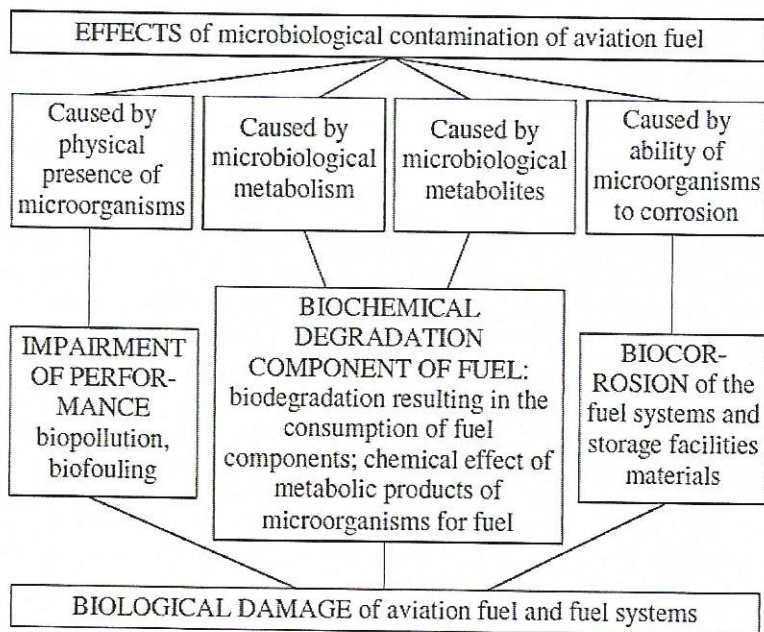 EFFECTS of microbiological contamination of aviation fuel
Caused by
physical
presence of
microorganisms
Caused by
microbiological
metabolism
Caused by
microbiological
metabolites
Caused by
ability of
microorganisms
to corrosion
IMPAIRMENT
OF PERFOR-
MANCE
biopollution,
biofouling
BIOCHEMICAL
DEGRADATION
COMPONENT OF FUEL:
biodegradation resulting in the
consumption of fuel
components; chemical effect of
metabolic products of
microorganisms for fuel
BIOCOR-
ROSION of the
fuel systems and
storage facilities
materials
BIOLOGICAL DAMAGE of aviation fuel and fuel systems